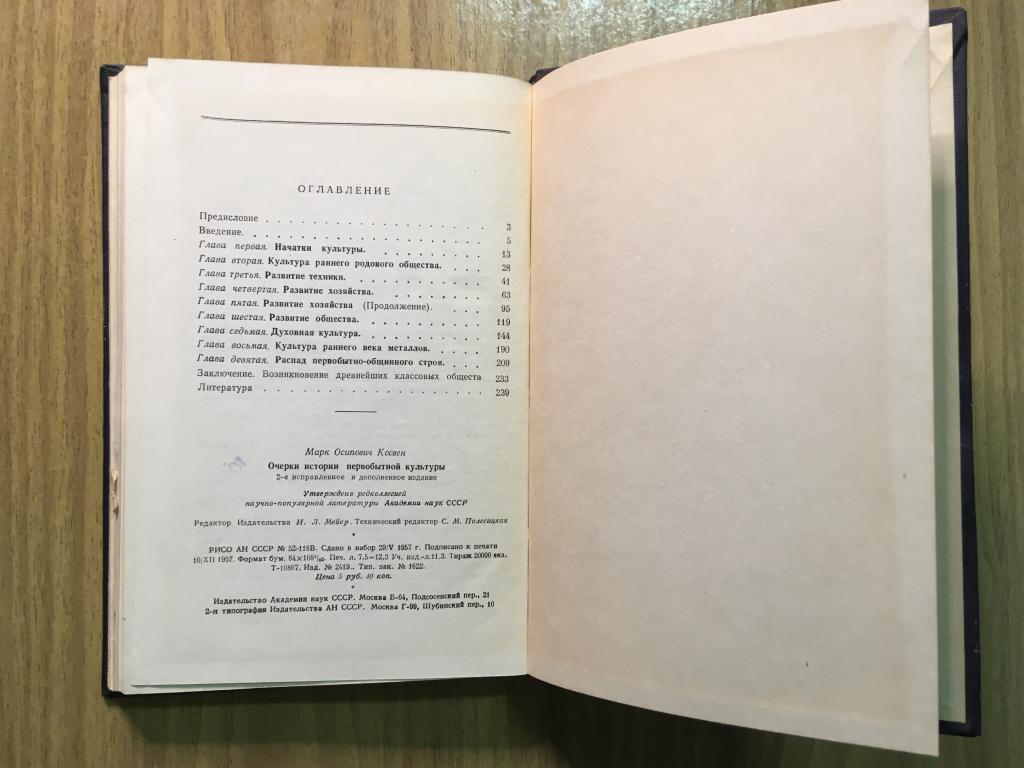 ОГЛАВЛЕНИЕ
Предисловие . . . . . . . . . . . . . . . . . . . 3
Введение. . . . . . . . . . . . . . . . . . . . . 5
Глава первая. Начатки культуры. . . . . . . . . . 13
Глава вторая. Культура раннего родового общества. . . . 28
Глава третья. Развитие техники. . . . . . . . . . . 41
Глава четвертая. Развитие хозяйства. . . . . . . . 63
Глава пятая. Развитие хозяйства (Продолжение). . . . 95
Глава шестая. Развитие общества. . . . . . . . . . 119
Глава седьмая. Духовная культура. . . . . . . . . . 144
Глава восьмая. Культура раннего века металлов. . . . . 190
Глава девятая. Распад первобытно-общинного строя. . . . 209
Заключение. Возникновение древнейших классовых обществ 233
Литература . . . . . . . . . . . . . . . . . . . 239
Марк Осипович Косвен
Очерки истории первобытной культуры
2-е исправленное и дополненное издание
Утверждено редколлегией
научно-популярной литературы Академии наук СССР
Редактор Издательства И. Л. Мейер. Технический редактор С. М. Полесицкая
*
РИСО АН СССР № 52-118В. Сдано в набор 29/V 1957 г. Подписано к печати
10/XII 1957. Формат бум. 84×108¹/₃₂. Печ. л. 7,5=12,3 Уч. изд.-л.11.3. Тираж 20000 экз.
Т-10867. Изд. № 2419.. Тип. зак. № 1622.
Цена 5 руб. 40 коп.
*
Издательство Академии наук СССР. Москва Б-64, Подсосенский пер., 21
2-я типография Издательства АН СССР. Москва Г-99, Шубинский пер., 10